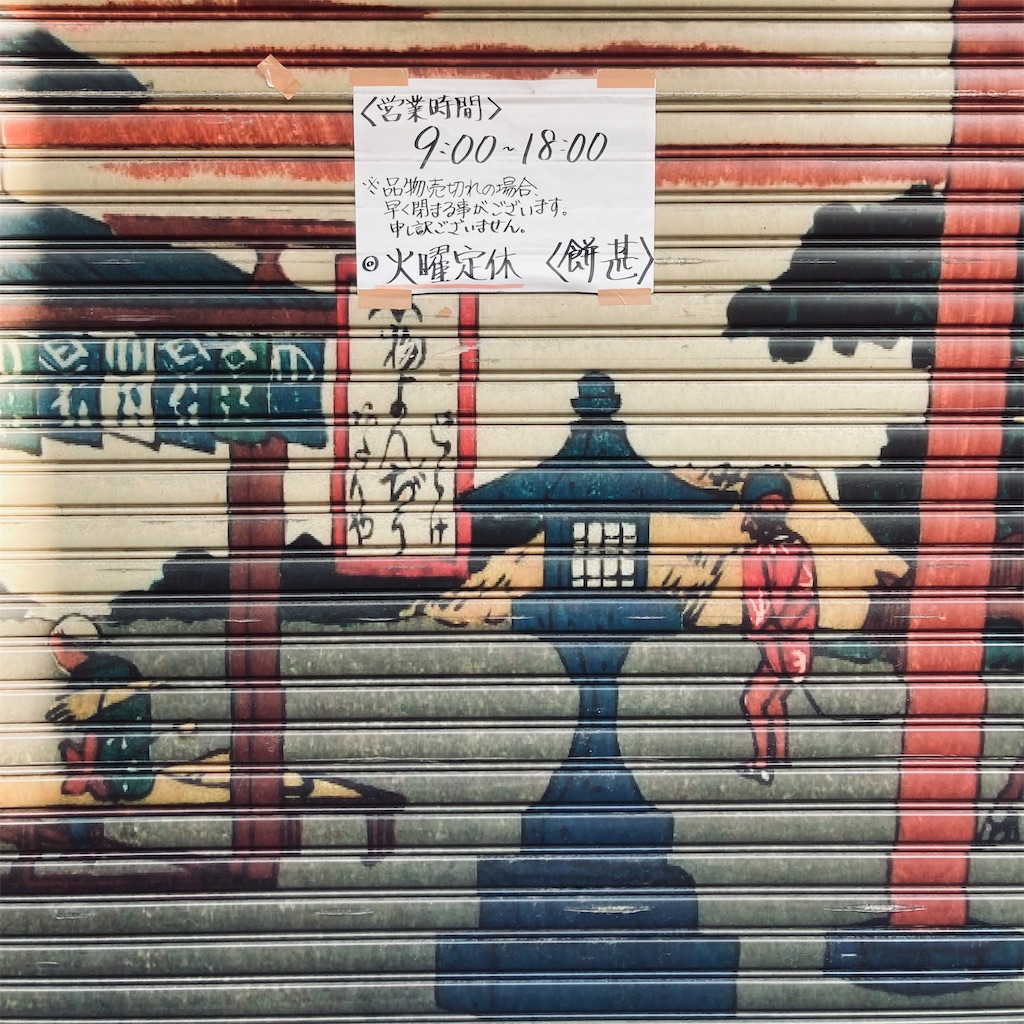 〈営業時間〉
9:00~18:00
※品物売切れの場合、
早く閉まる事がございます。
申し訳ございません。
◎火曜定休 〈餅甚〉